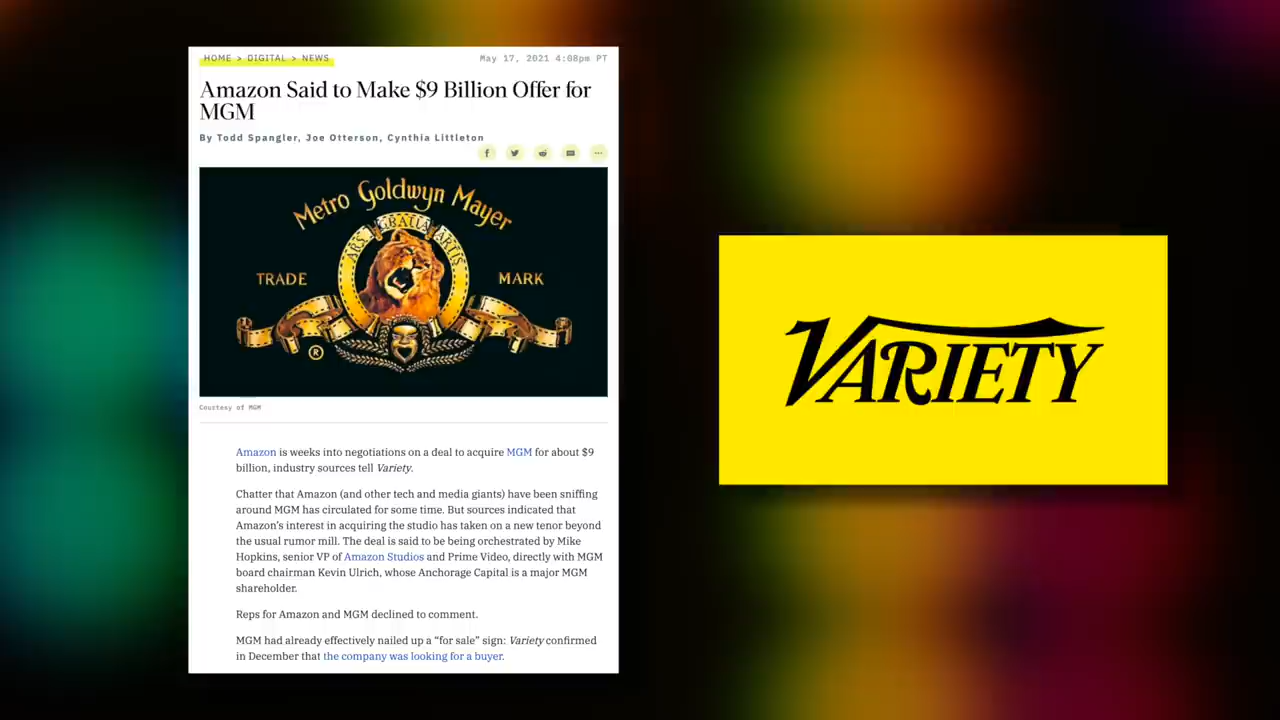 HOME > DIGITAL > NEWS
May 17, 2021 4:08pm PT
Amazon Said to Make $9 Billion Offer for
MGM
By Todd Spangler, Joe Otterson, Cynthia Littleton
Metro Goldwyn Mayer
ARS GRATIA ARTIS
TRADE MARK
®
Courtesy of MGM
Amazon is weeks into negotiations on a deal to acquire MGM for about $9
billion, industry sources tell Variety.
Chatter that Amazon (and other tech and media giants) have been sniffing
around MGM has circulated for some time. But sources indicated that
Amazon's interest in acquiring the studio has taken on a new tenor beyond
the usual rumor mill. The deal is said to be being orchestrated by Mike
Hopkins, senior VP of Amazon Studios and Prime Video, directly with MGM
board chairman Kevin Ulrich, whose Anchorage Capital is a major MGM
shareholder.
Reps for Amazon and MGM declined to comment.
MGM had already effectively nailed up a “for sale” sign: Variety confirmed
in December that the company was looking for a buyer.
VARIETY